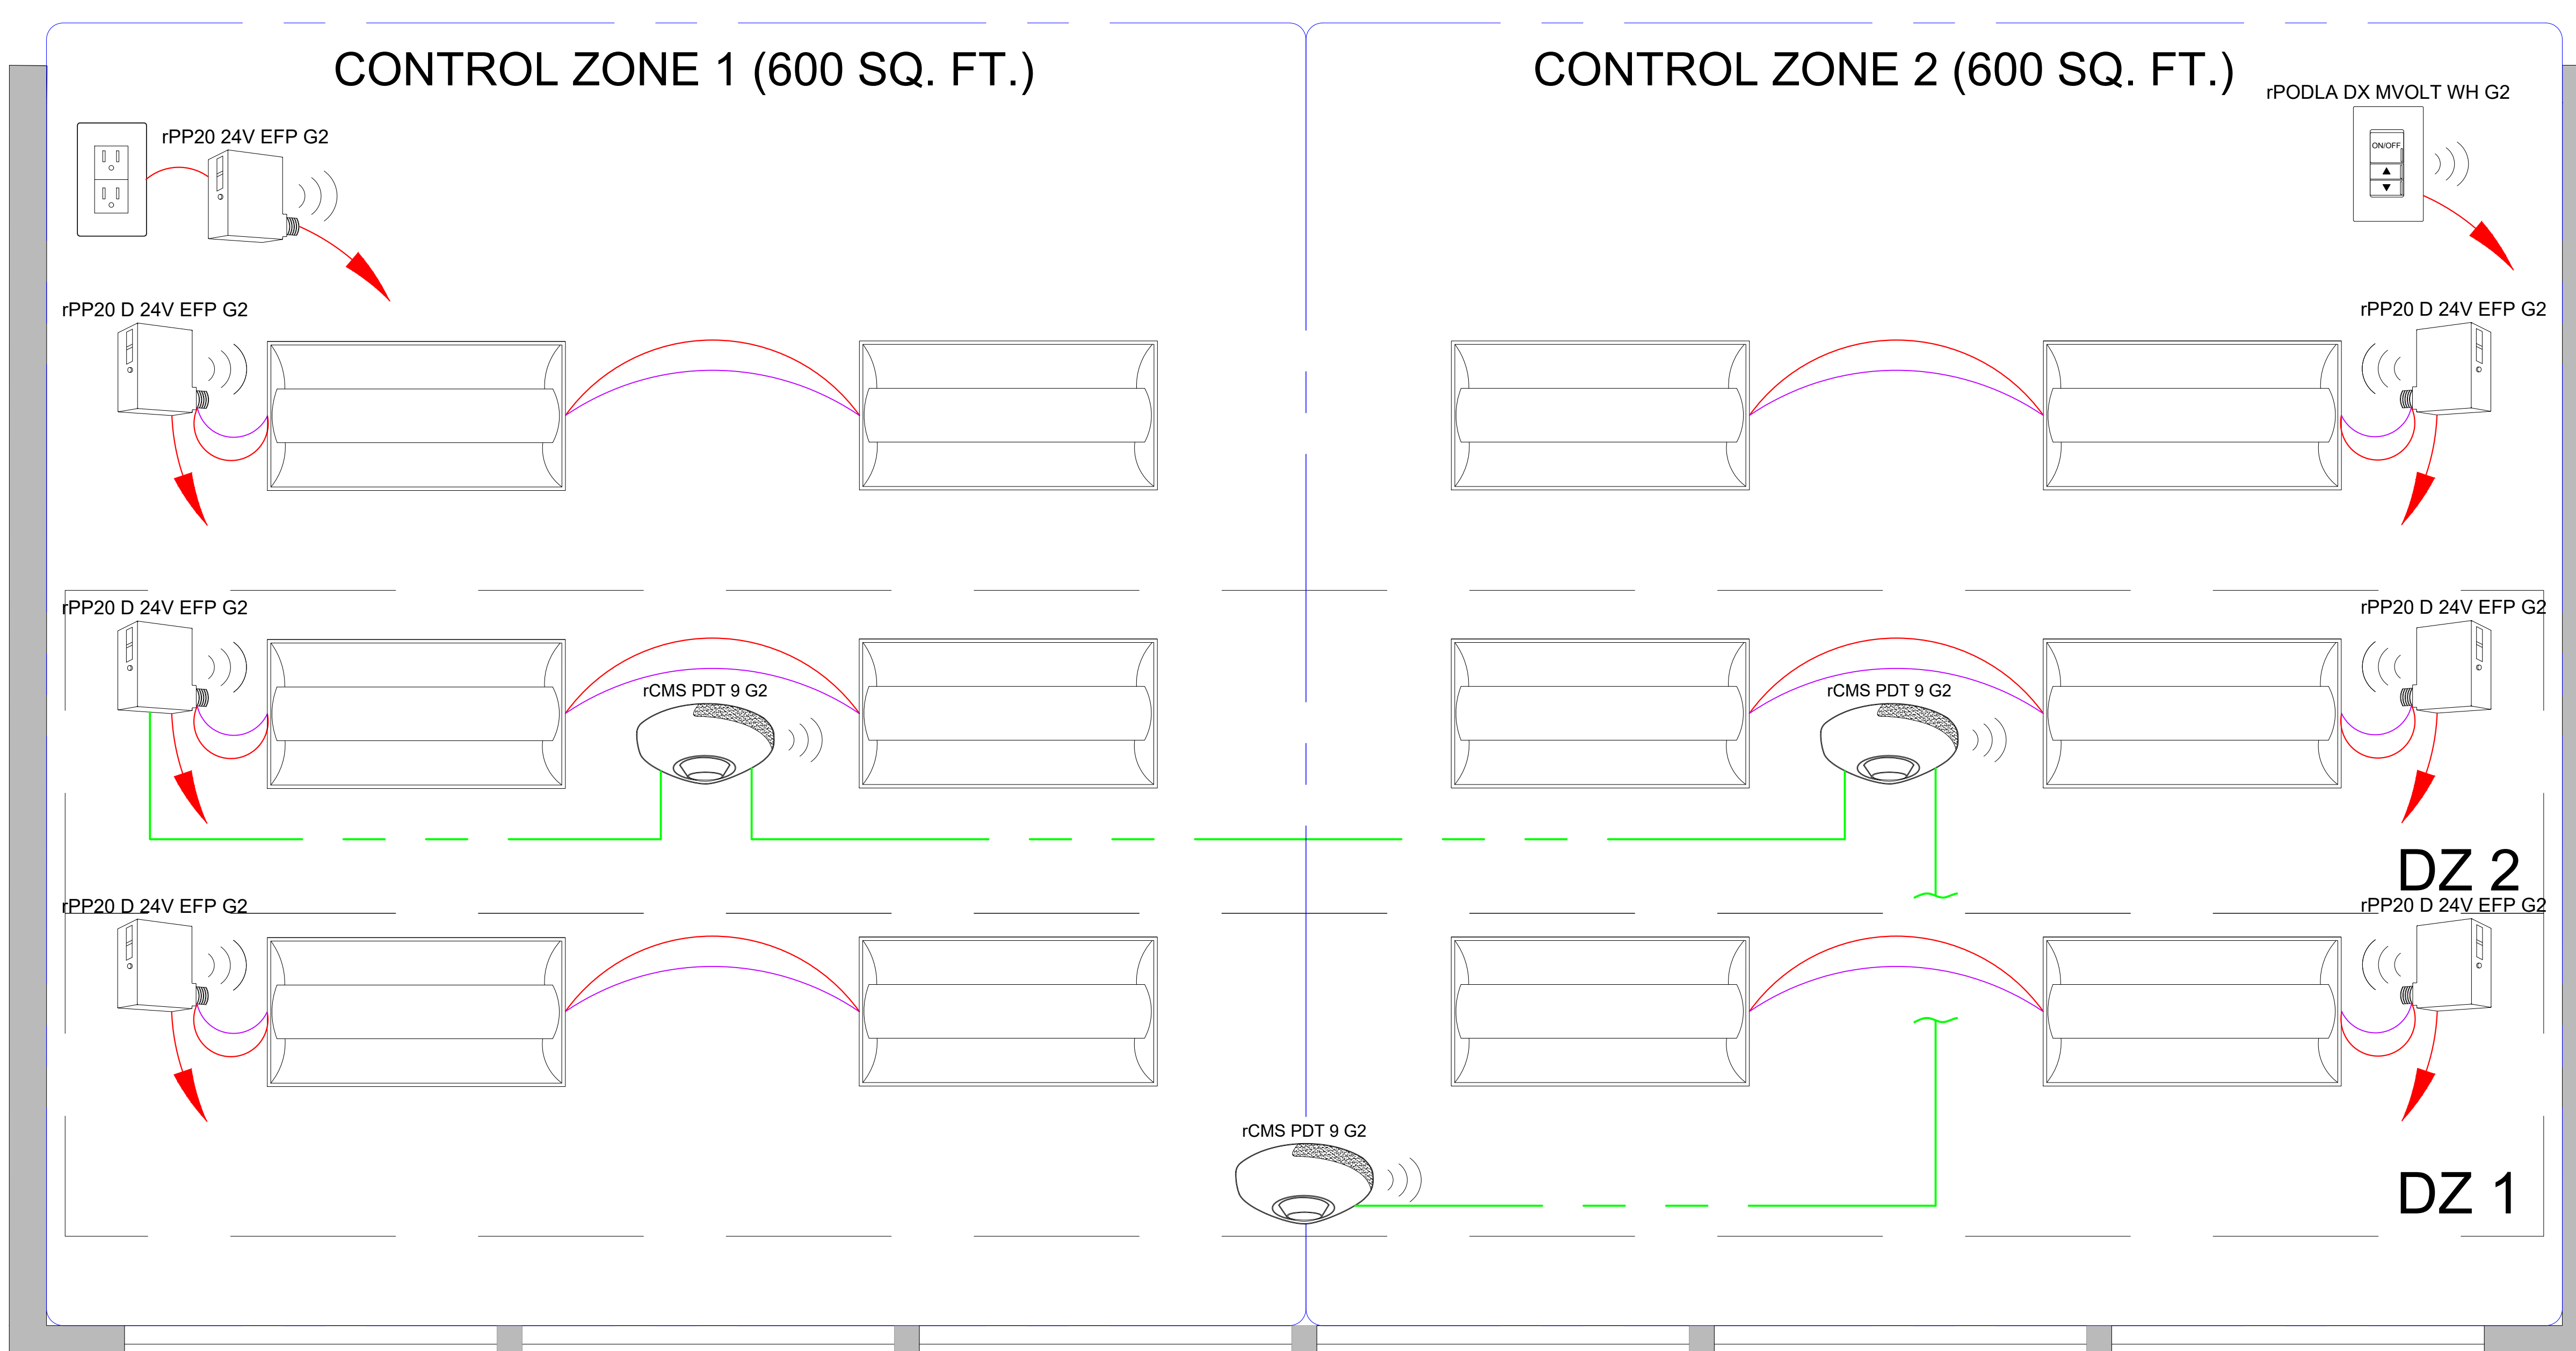 CONTROL ZONE 1 (600 SQ. FT.)
CONTROL ZONE 2 (600 SQ. FT.)
rPODLA DX MVOLT WH G2
rPP20 24V EFP G2
ON/OFF
rPP20 D 24V EFP G2
rPP20 D 24V EFP G2
rPP20 D 24V EFP G2
rPP20 D 24V EFP G2
rCMS PDT 9 G2
rCMS PDT 9 G2
DZ 2
rPP20 D 24V EFP G2
rPP20 D 24V EFP G2
rCMS PDT 9 G2
DZ 1